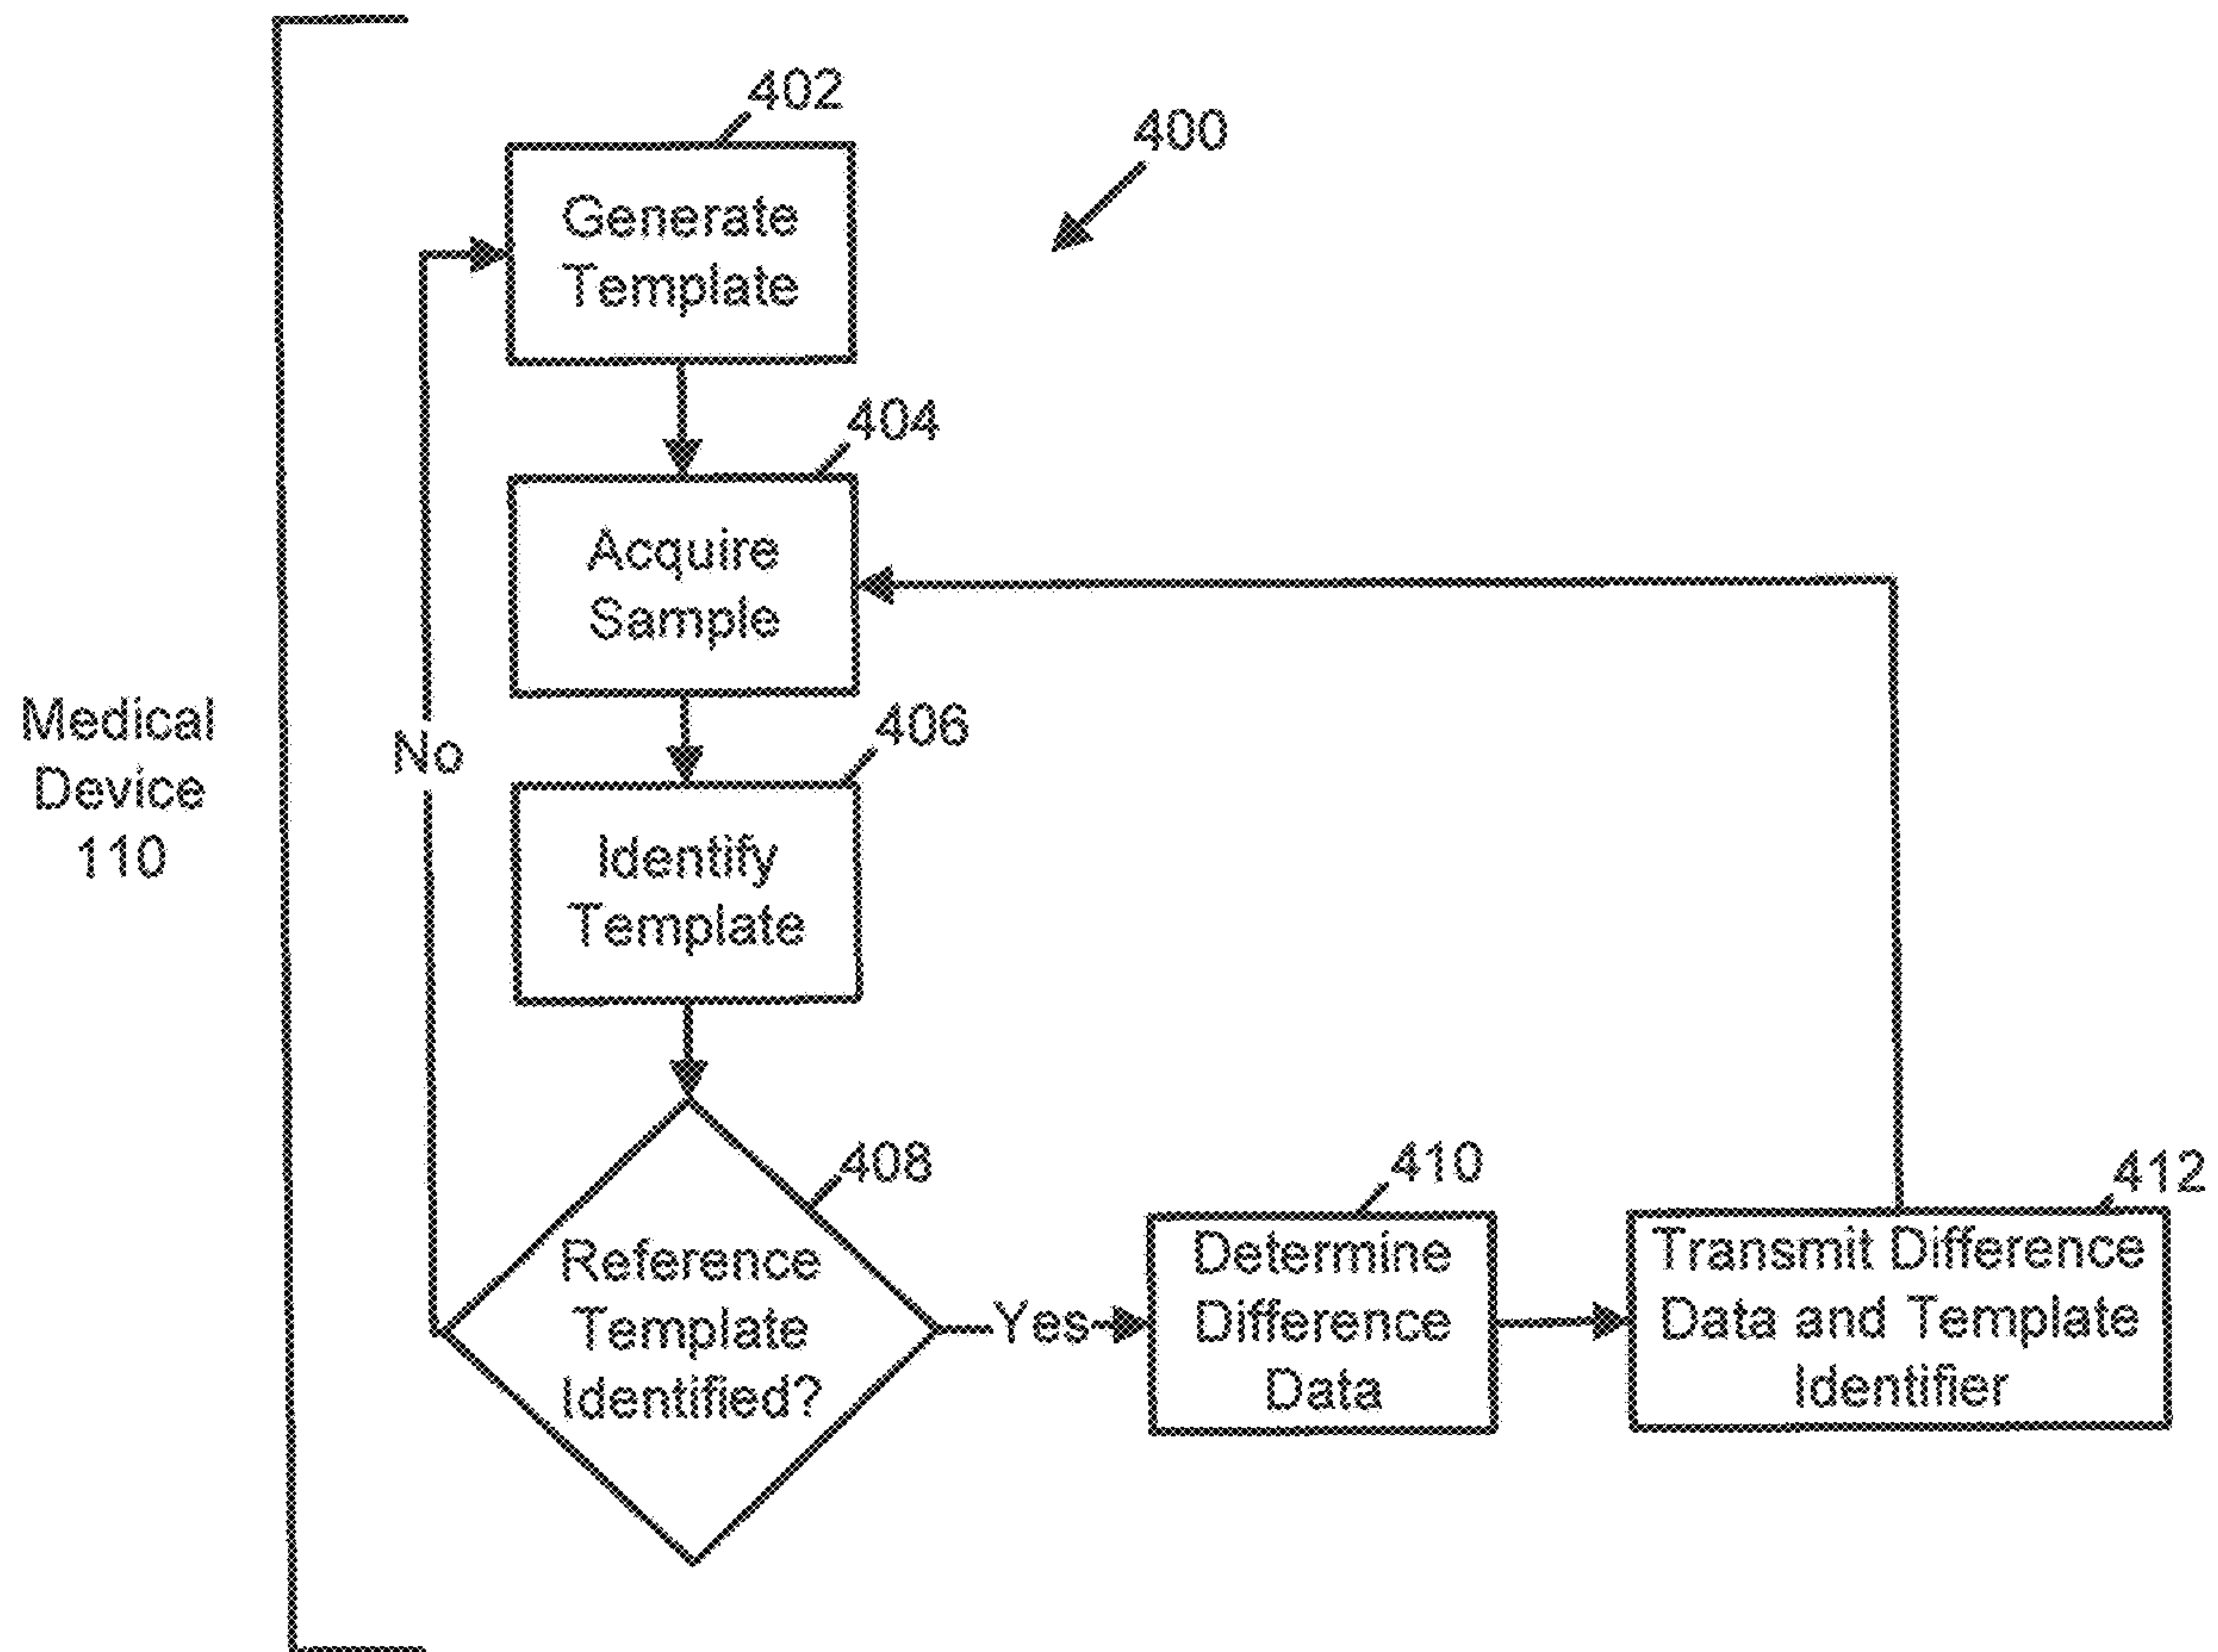 402
400
Generate
Template
404
Acquire
Sample
406
Medical
Device
110
No
Identify
Template
408
Reference
Template
Identified?
Yes
410
Determine
Difference
Data
412
Transmit Difference
Data and Template
Identifier